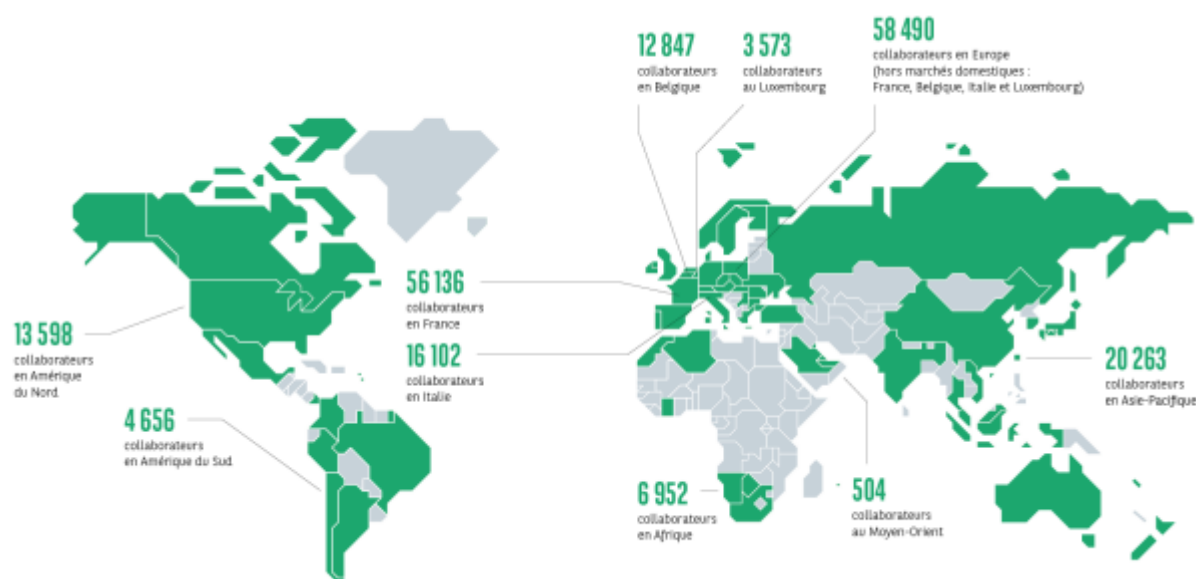 12 847
collaborateurs
en Belgique
3 573
collaborateurs
au Luxembourg
58 490
collaborateurs en Europe
(hors marchés domestiques :
France, Belgique, Italie et Luxembourg)
56 136
collaborateurs
en France
13 598
collaborateurs
en Amérique
du Nord
16 102
collaborateurs
en Italie
20 263
collaborateurs
en Asie-Pacifique
4 656
collaborateurs
en Amérique du Sud
6 952
collaborateurs
en Afrique
504
collaborateurs
au Moyen-Orient